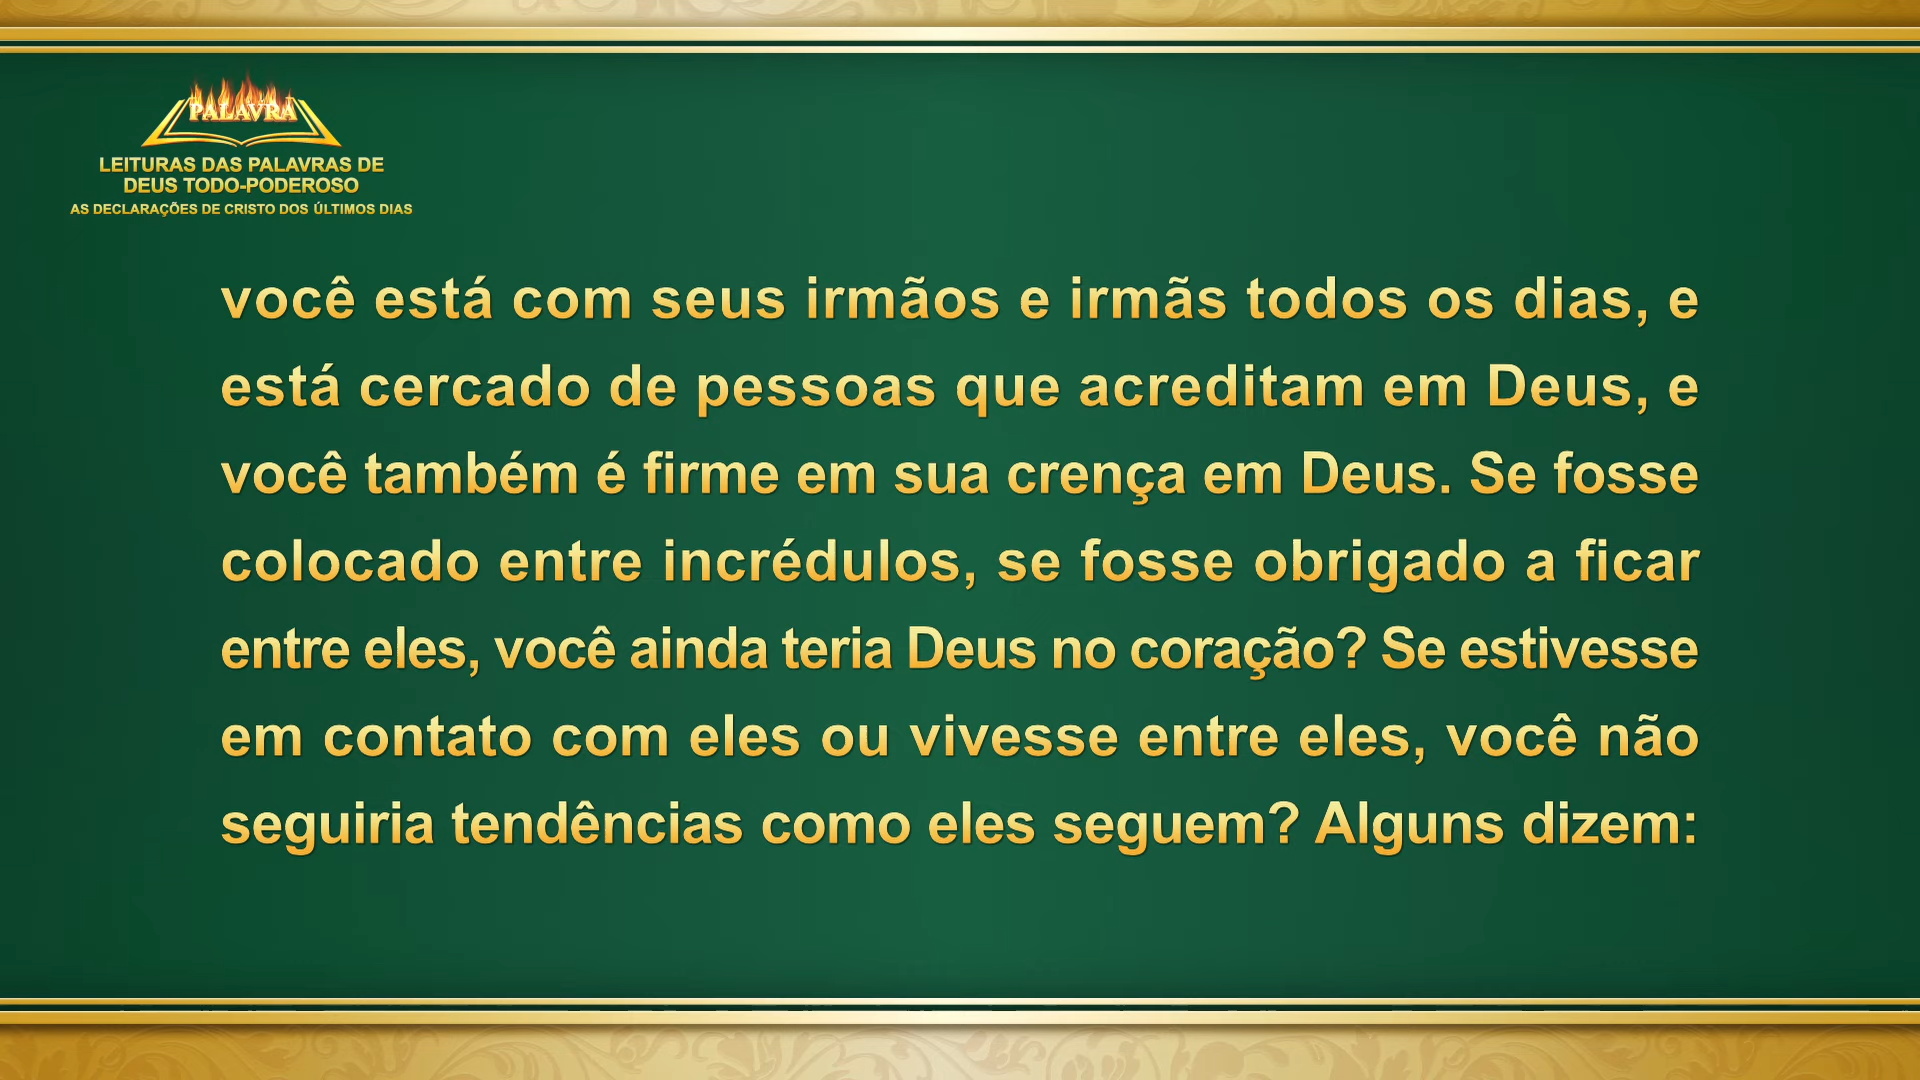 PALAVRA
LEITURAS DAS PALAVRAS DE
DEUS TODO-PODEROSO
AS DECLARAÇÕES DE CRISTO DOS ÚLTIMOS DIAS
você está com seus irmãos e irmãs todos os dias, e
está cercado de pessoas que acreditam em Deus, e
você também é firme em sua crença em Deus. Se fosse
colocado entre incrédulos, se fosse obrigado a ficar
entre eles, você ainda teria Deus no coração? Se estivesse
em contato com eles ou vivesse entre eles, você não
seguiria tendências como eles seguem? Alguns dizem: